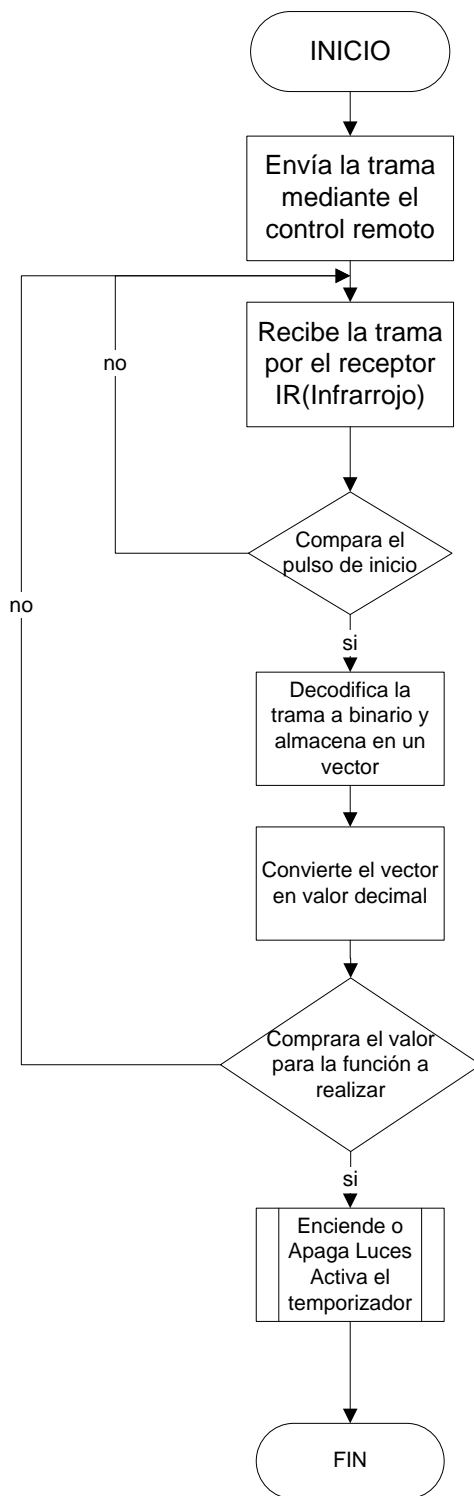 INICIO
Envía la trama
mediante el
control remoto
Recibe la trama
por el receptor
IR(Infrarrojo)
no
Compara el
pulso de inicio
no
si
Decodifica la
trama a binario y
almacena en un
vector
Convierte el vector
en valor decimal
Comprara el valor
para la función a
realizar
si
Enciende o
Apaga Luces
Activa el
temporizador
FIN